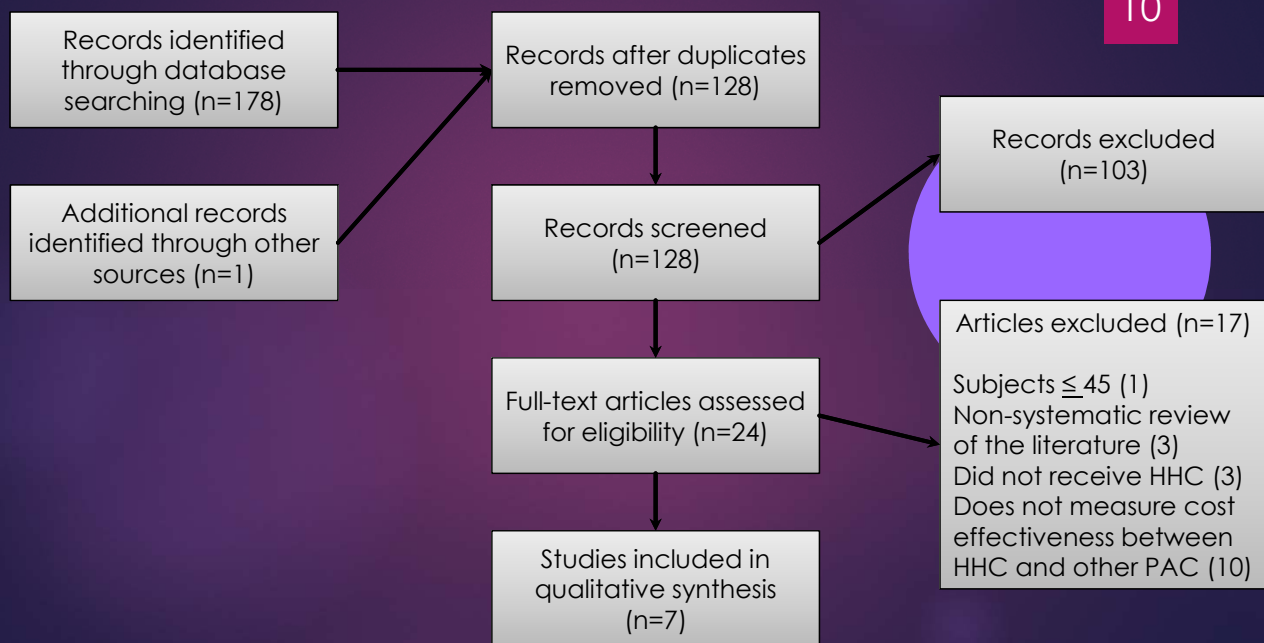 10
Records identified
through database
searching (n=178)
Additional records
identified through other
sources (n=1)
Records after duplicates
removed (n=128)
Records screened
(n=128)
Records excluded
(n=103)
Full-text articles assessed
for eligibility (n=24)
Articles excluded (n=17)
Subjects ≤ 45 (1)
Non-systematic review
of the literature (3)
Did not receive HHC (3)
Does not measure cost
effectiveness between
HHC and other PAC (10)
Studies included in
qualitative synthesis
(n=7)